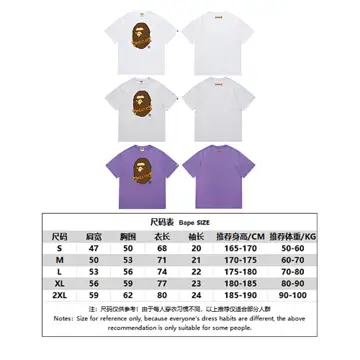 尺码表 Bape SIZE
尺码 肩宽 胸围 衣长 袖长 推荐身高/CM 推荐体重/KG
S 47 50 68 20 165-170 50-60
M 50 53 71 21 170-175 60-70
L 53 56 74 22 175-180 70-80
XL 56 59 77 23 180-185 80-90
2XL 59 62 80 24 185-190 90-100
注：尺码仅供参考！由于每人穿衣习惯不同，以上推荐仅适合部分人群
Notes: Size for reference only, because everyone's dress habits are different, the above
recommendation is only suitable for some people.